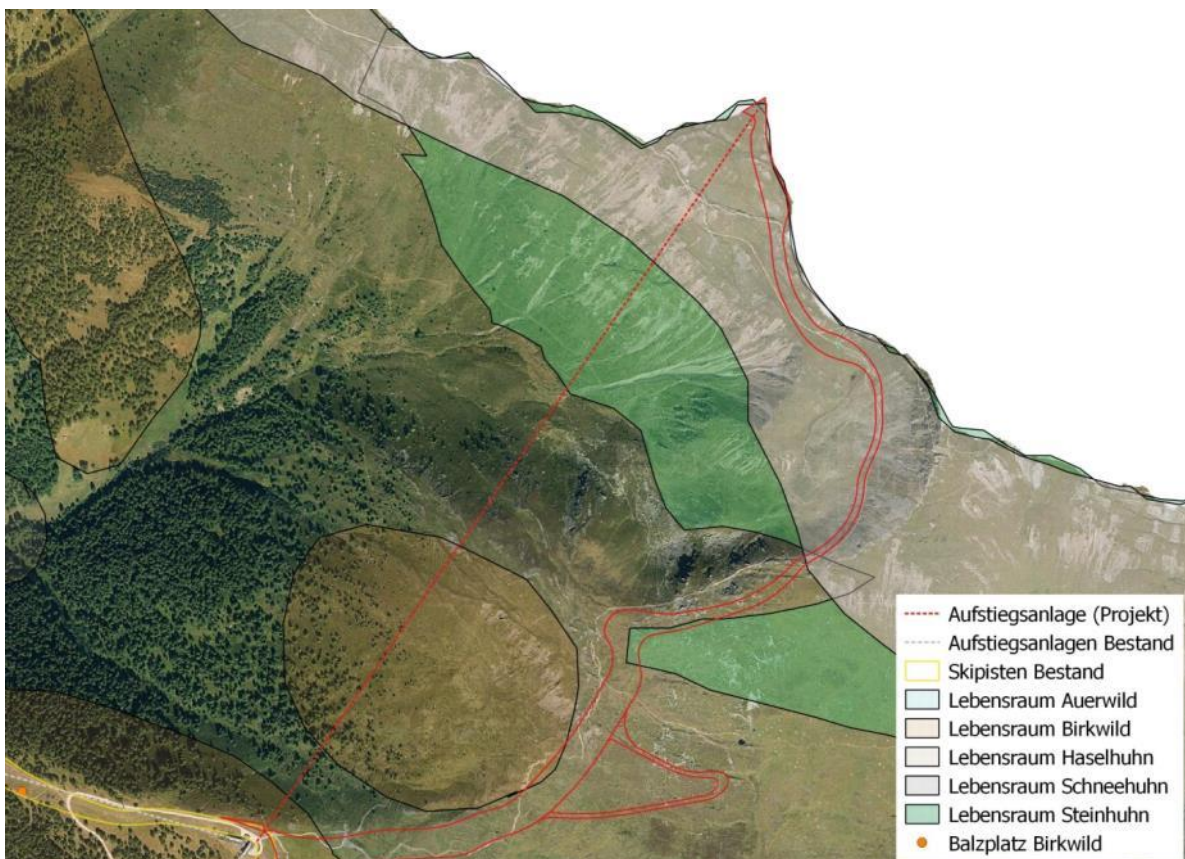 Aufstiegsanlage (Projekt)
Aufstiegsanlagen Bestand
Skipisten Bestand
Lebensraum Auerwild
Lebensraum Birkwild
Lebensraum Haselhuhn
Lebensraum Schneehuhn
Lebensraum Steinhuhn
Balzplatz Birkwild